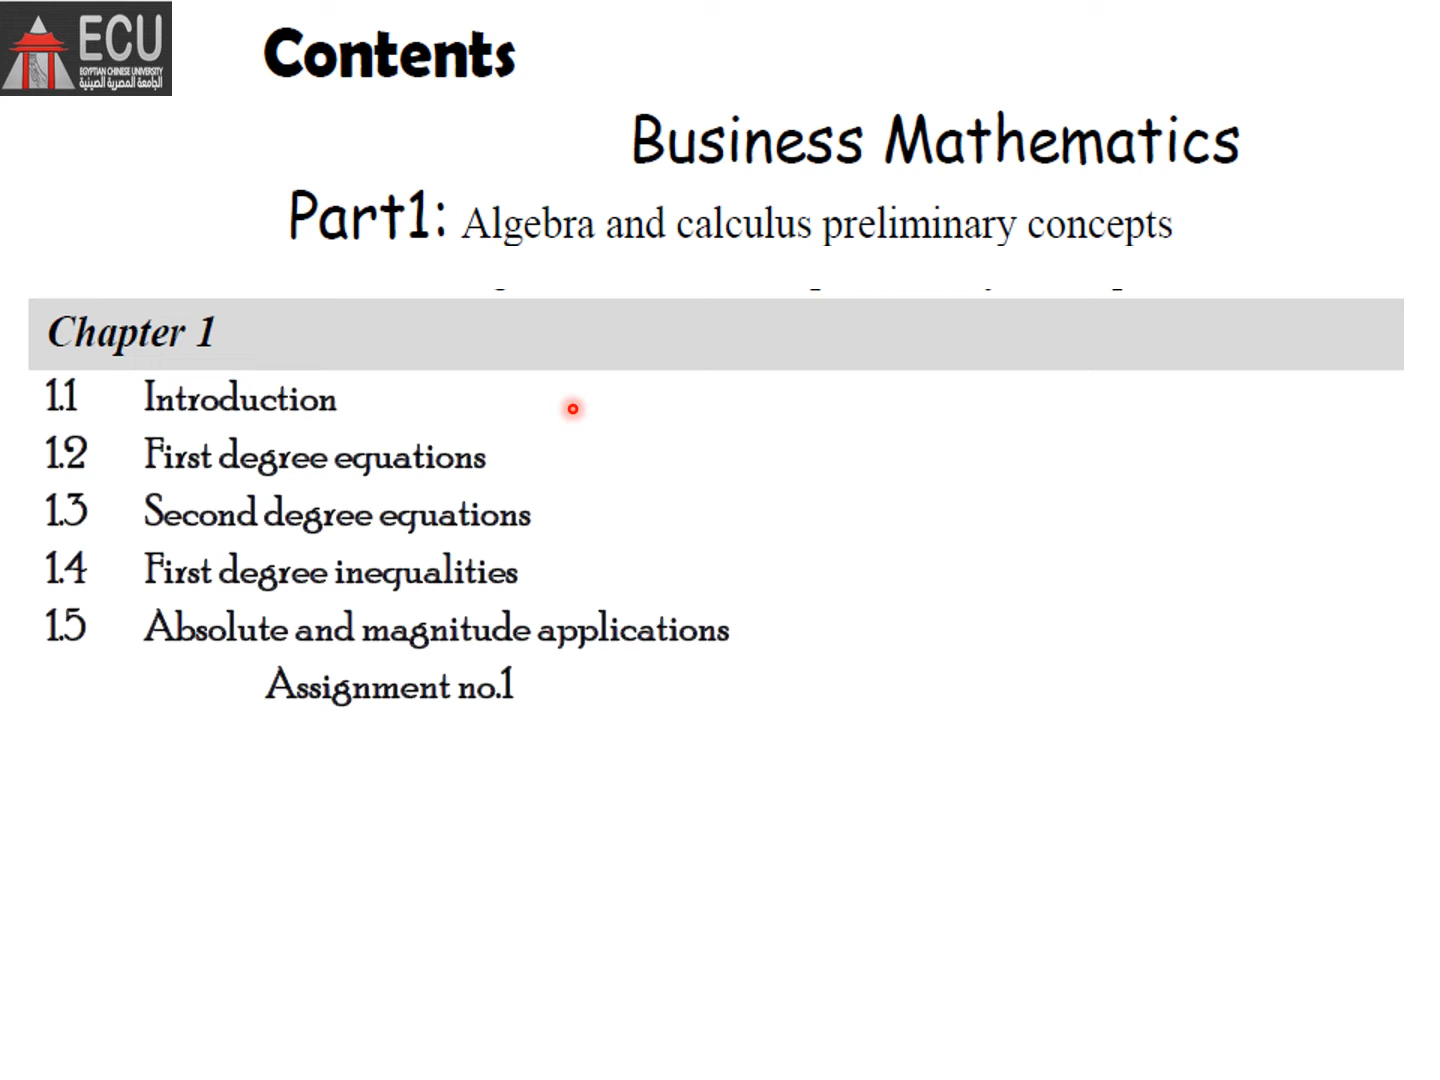 ECU
EGYPTIAN CHINESE UNIVERSITY
الجامعة المصرية الصينية
Contents
Business Mathematics
Part1: Algebra and calculus preliminary concepts
Chapter 1
1.1 Introduction
1.2 First degree equations
1.3 Second degree equations
1.4 First degree inequalities
1.5 Absolute and magnitude applications
Assignment no.1